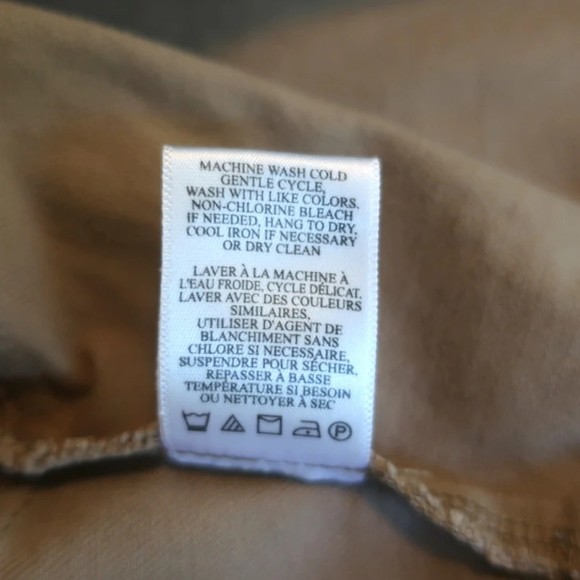 MACHINE WASH COLD
GENTLE CYCLE,
WASH WITH LIKE COLORS,
NON-CHLORINE BLEACH
IF NEEDED, HANG TO DRY,
COOL IRON IF NECESSARY
OR DRY CLEAN
LAVER À LA MACHINE À
L'EAU FROIDE, CYCLE DÉLICAT,
LAVER AVEC DES COULEURS
SIMILAIRES,
UTILISER D'AGENT DE
BLANCHIMENT SANS
CHLORE SI NECESSAIRE,
SUSPENDRE POUR SÉCHER,
REPASSER À BASSE
TEMPÉRATURE SI BESOIN
OU NETTOYER À SEC
P